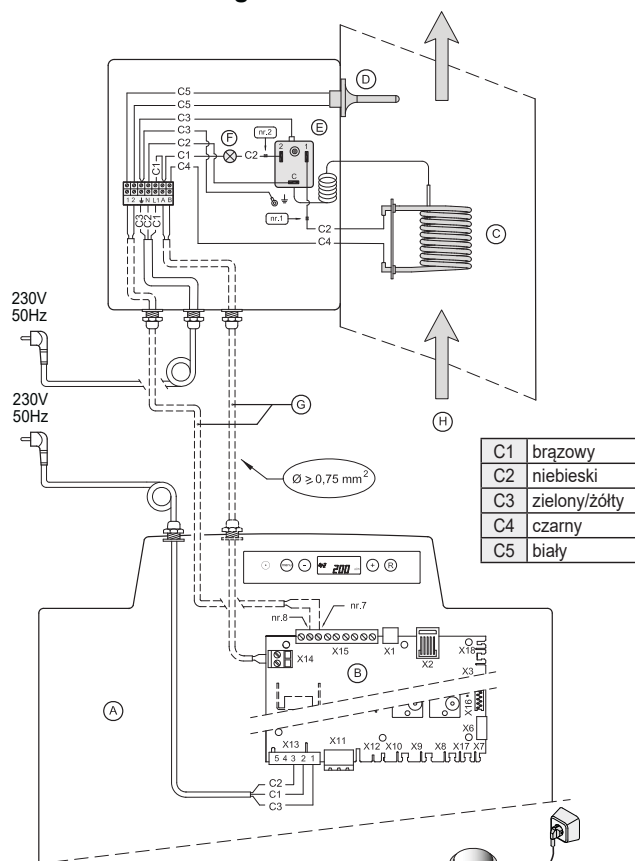 g
C5
C5
C3
C3
C2
C1
C4
C1
F
C2
nr.2
E
2 1
C
D
nr.1
C2
C4
C
1 2 N L1 A B
C3
C2
C1
230V
50Hz
230V
50Hz
G
H
Ø ≥ 0,75 mm²
C1 brązowy
C2 niebieski
C3 zielony/żółty
C4 czarny
C5 biały
200
R
nr.8
nr.7
X15
X1
X2
X18
X14
B
X3
X16
X6
A
X13
X11
X12 X10 X9 X8 X17 X7
5 4 3 2 1
C2
C1
C3